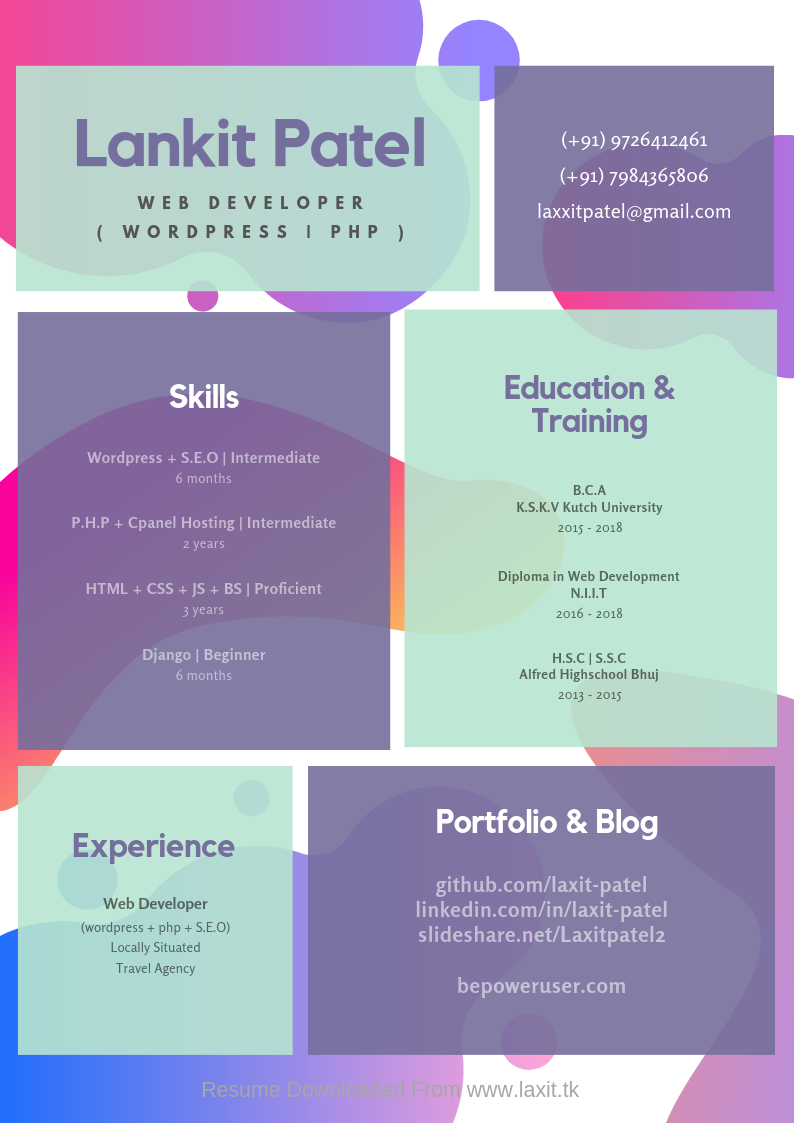 Lankit Patel
WEB DEVELOPER
( WORDPRESS | PHP )
(+91) 9726412461
(+91) 7984365806
laxxitpatel@gmail.com
Skills
Wordpress + S.E.O | Intermediate
6 months
P.H.P + Cpanel Hosting | Intermediate
2 years
HTML + CSS + JS + BS | Proficient
3 years
Django | Beginner
6 months
Education &
Training
B.C.A
K.S.K.V Kutch University
2015 - 2018
Diploma in Web Development
N.I.I.T
2016 - 2018
H.S.C | S.S.C
Alfred Highschool Bhuj
2013 - 2015
Experience
Web Developer
(wordpress + php + S.E.O)
Locally Situated
Travel Agency
Portfolio & Blog
github.com/laxit-patel
linkedin.com/in/laxit-patel
slideshare.net/Laxitpatel2
bepoweruser.com
Resume Downloaded From www.laxit.tk